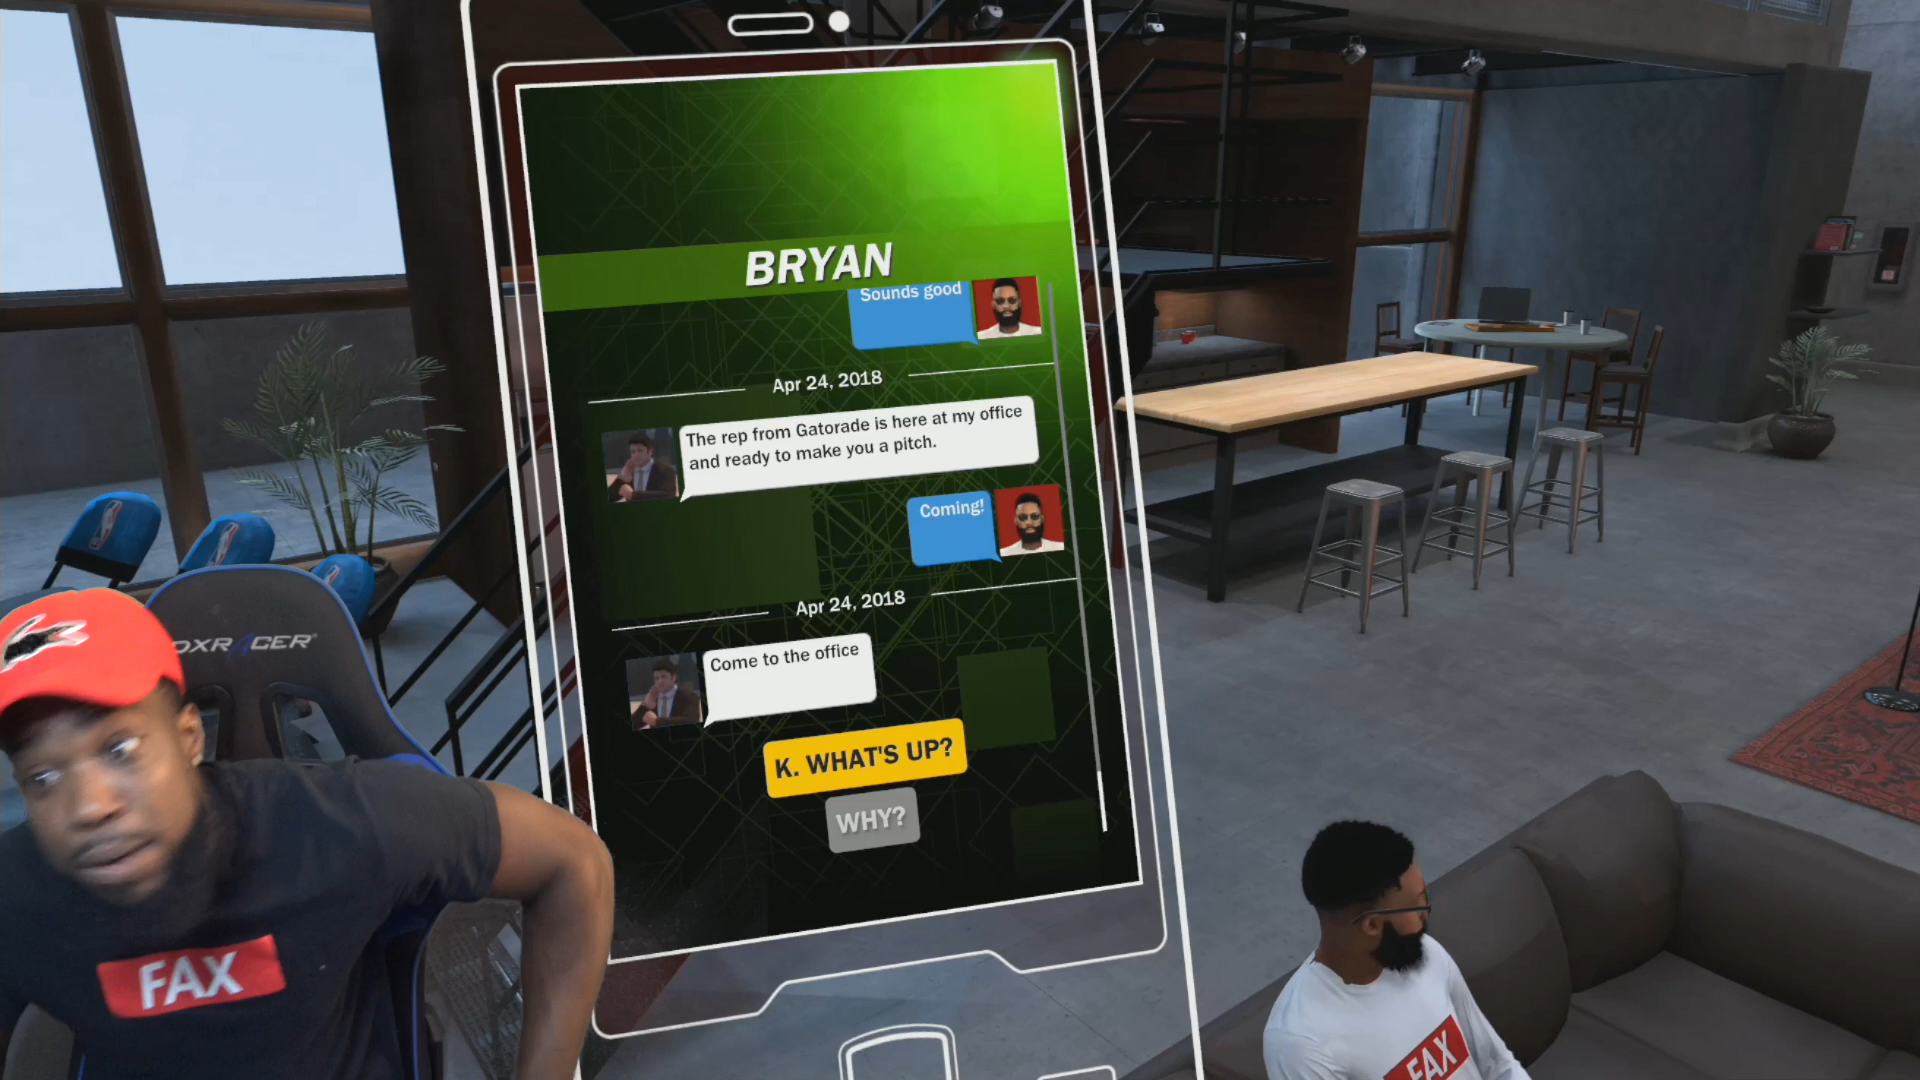 BRYAN
Sounds good
Apr 24, 2018
The rep from Gatorade is here at my office
and ready to make you a pitch.
Coming!
Apr 24, 2018
Come to the office
K. WHAT'S UP?
WHY?
DXRACER
FAX
FAX